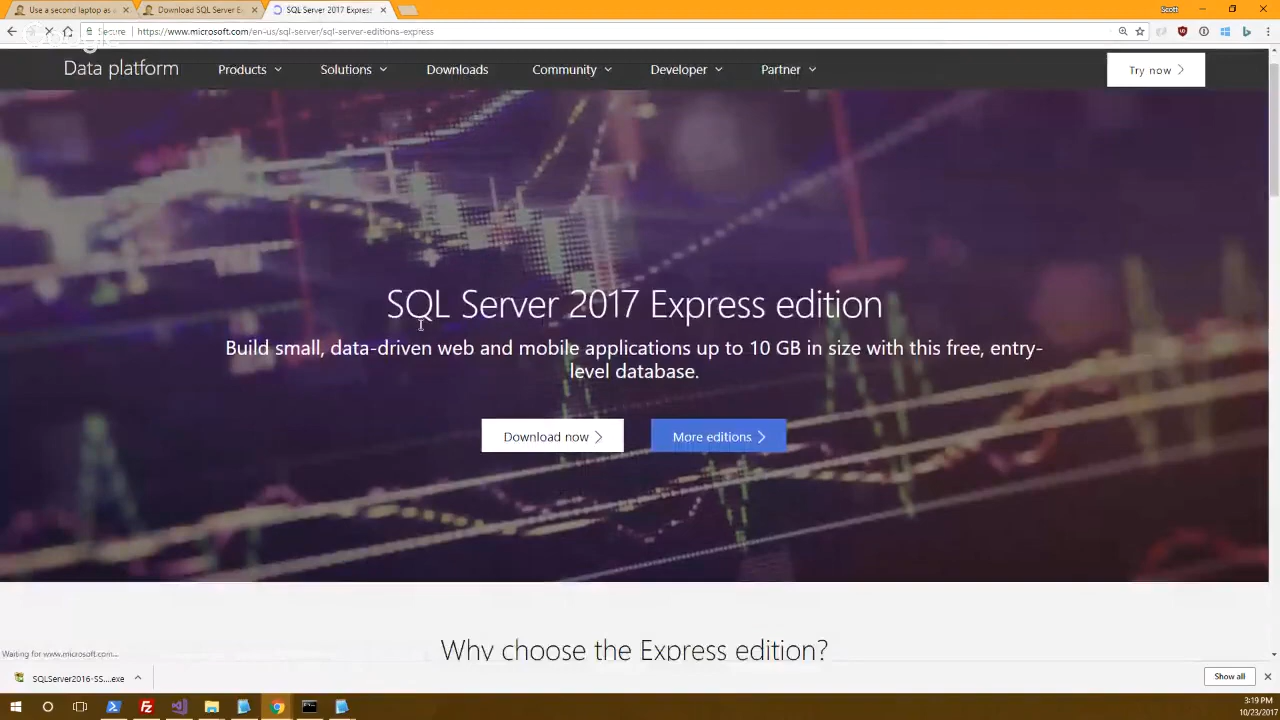 Use a second laptop as
Download SQL Server E
SQL Server 2017 Expres
Scott
Secure
https://www.microsoft.com/en-us/sql-server/sql-server-editions-express
Data platform
Products
Solutions
Downloads
Community
Developer
Partner
Try now
SQL Server 2017 Express edition
Build small, data-driven web and mobile applications up to 10 GB in size with this free, entry-
level database.
Download now
More editions
Why choose the Express edition?
Waiting for www.microsoft.com...
SQLServer2016-SS....exe
Show all
3:19 PM
10/23/2017